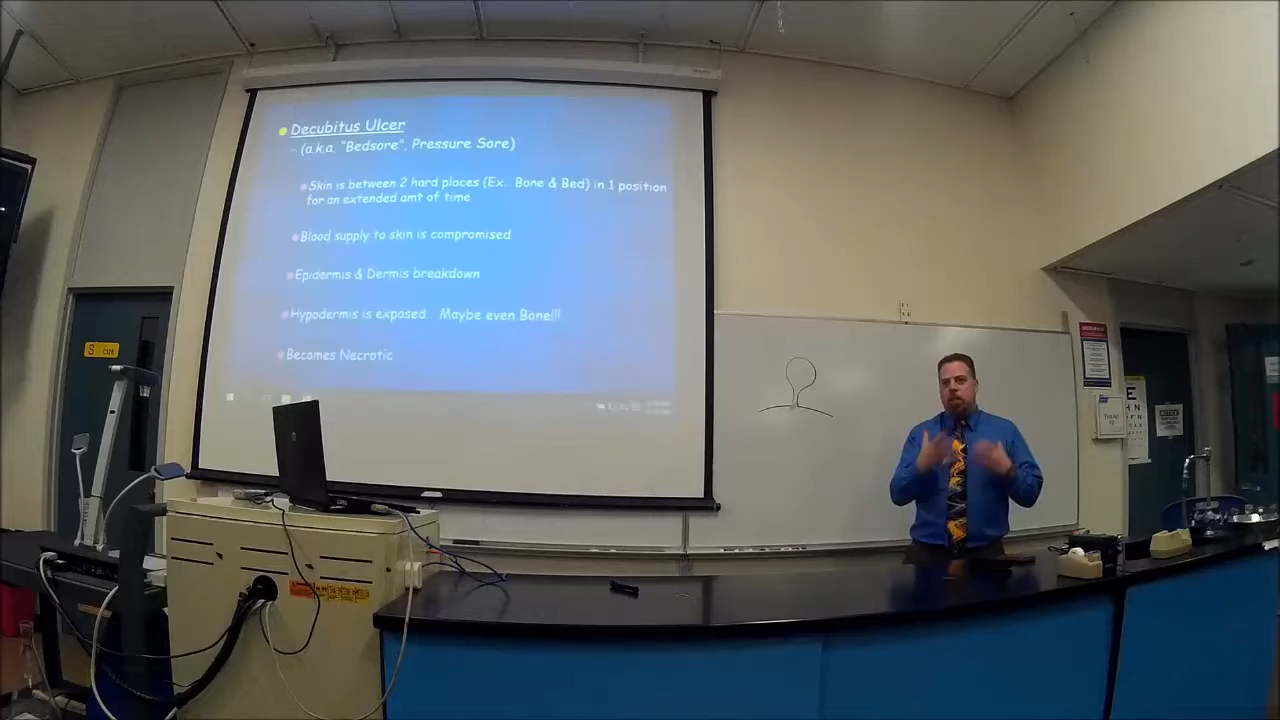 Decubitus Ulcer
– (a.k.a. "Bedsore", Pressure Sore)
Skin is between 2 hard places (Ex. Bone & Bed) in 1 position
for an extended amt of time
Blood supply to skin is compromised
Epidermis & Dermis breakdown
Hypodermis is exposed. Maybe even Bone!!!
Becomes Necrotic
S
E
H N
First Aid